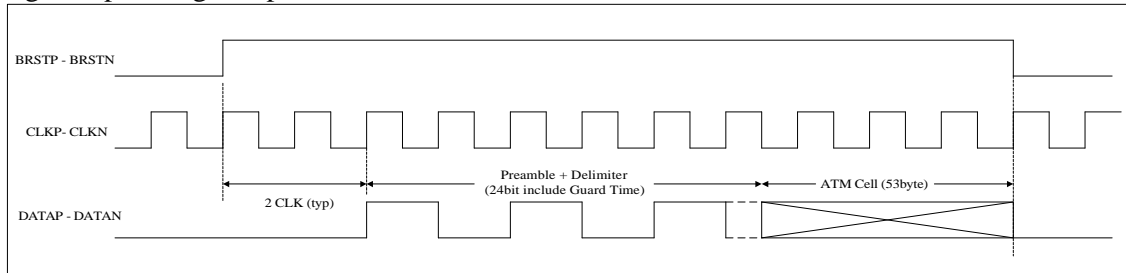 BRSTP - BRSTN
CLKP- CLKN
Preamble + Delimiter
(24bit include Guard Time)
ATM Cell (53byte)
2 CLK (typ)
DATAP - DATAN